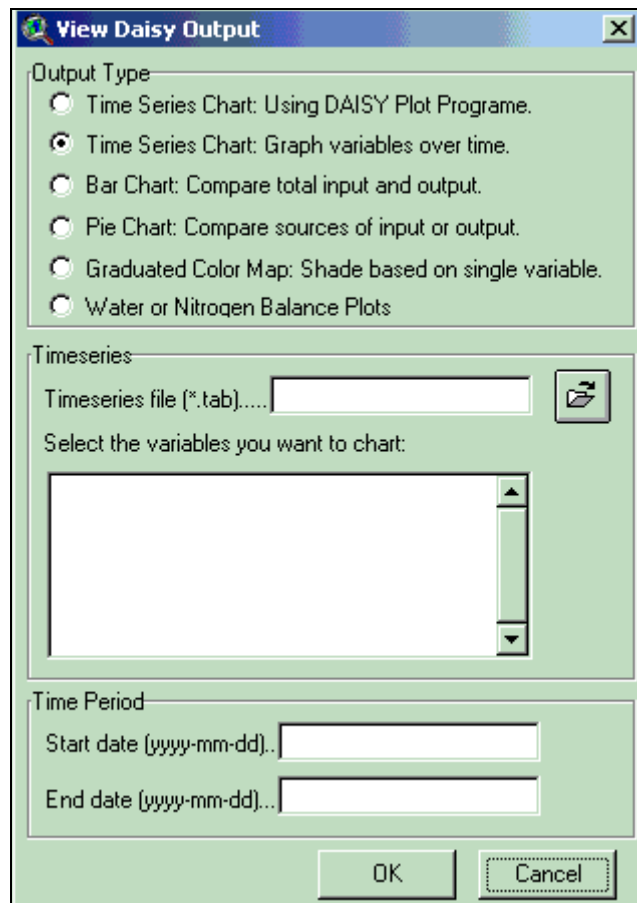 View Daisy Output
Output Type
Time Series Chart: Using DAISY Plot Programe.
Time Series Chart: Graph variables over time.
Bar Chart: Compare total input and output.
Pie Chart: Compare sources of input or output.
Graduated Color Map: Shade based on single variable.
Water or Nitrogen Balance Plots
Timeseries
Timeseries file (*.tab).....
Select the variables you want to chart:
Time Period
Start date (yyyy-mm-dd)..
End date (yyyy-mm-dd)...
OK Cancel